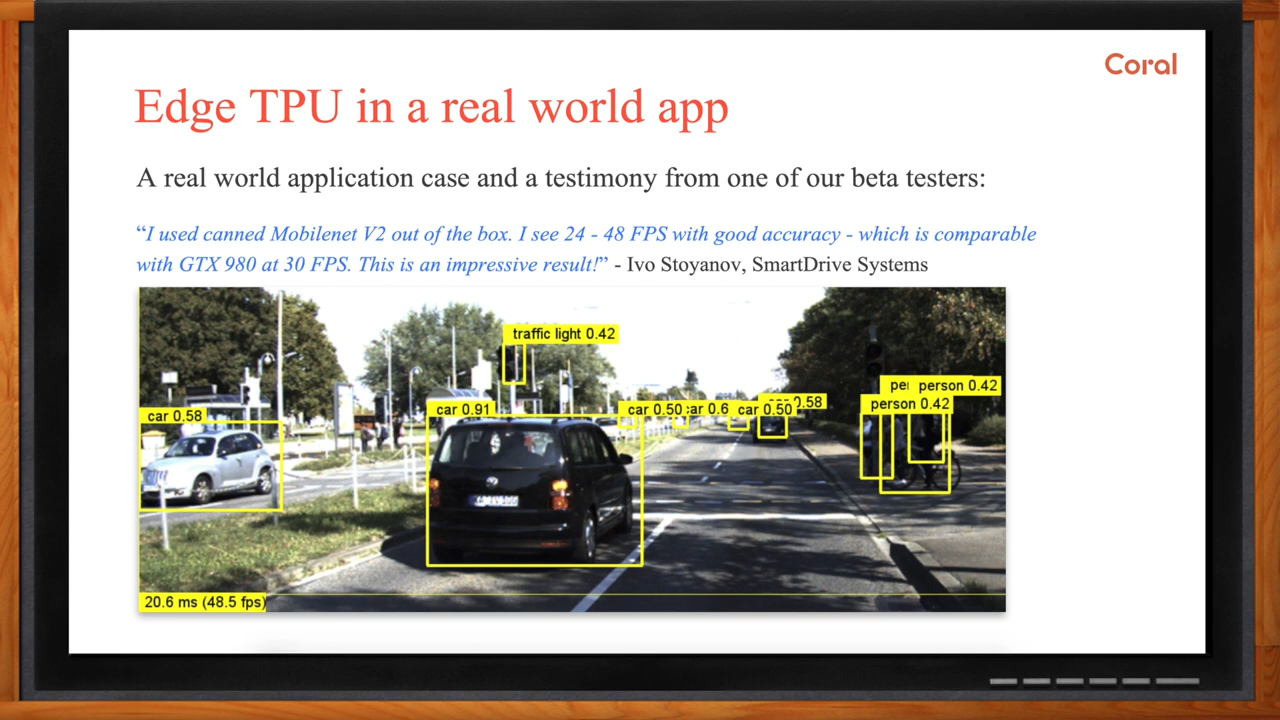 Coral
Edge TPU in a real world app
A real world application case and a testimony from one of our beta testers:
“I used canned Mobilenet V2 out of the box. I see 24 - 48 FPS with good accuracy - which is comparable
with GTX 980 at 30 FPS. This is an impressive result!” - Ivo Stoyanov, SmartDrive Systems
traffic light 0.42
person 0.42
person 0.42
car 0.58
car 0.91
car 0.50
0.6
car 0.50
0.58
20.6 ms (48.5 fps)